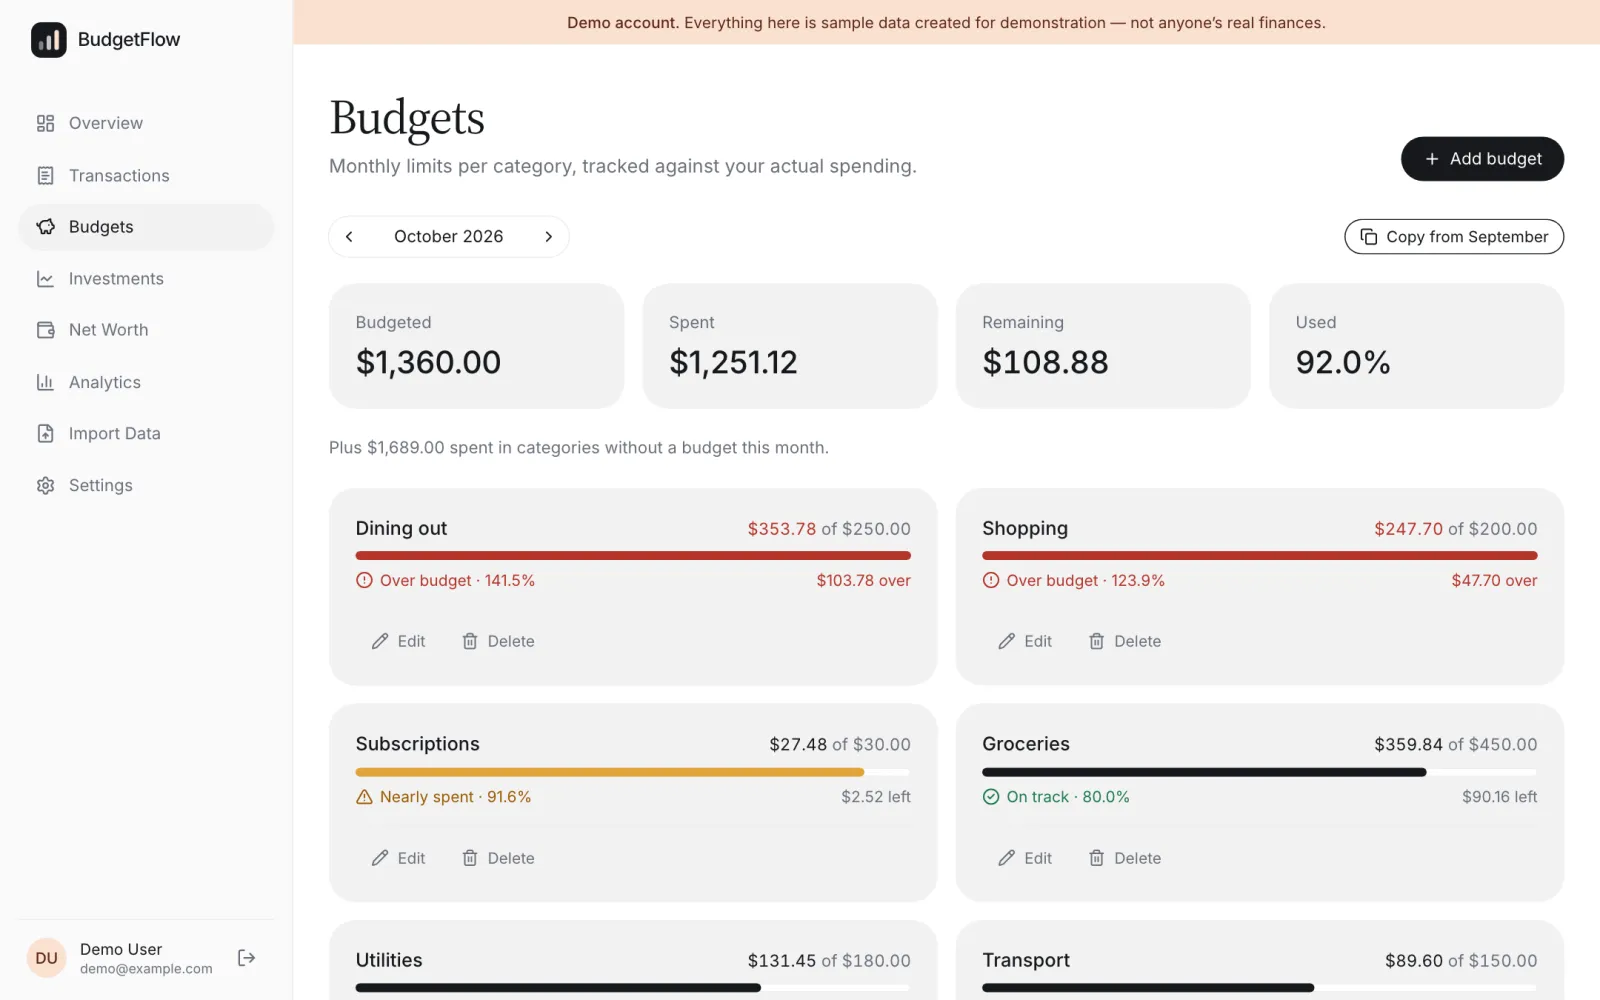 BudgetFlow
Overview
Transactions
Budgets
Investments
Net Worth
Analytics
Import Data
Settings
DU
Demo User
demo@example.com
Demo account. Everything here is sample data created for demonstration — not anyone’s real finances.
Budgets
Monthly limits per category, tracked against your actual spending.
+ Add budget
October 2026
Copy from September
Budgeted
$1,360.00
Spent
$1,251.12
Remaining
$108.88
Used
92.0%
Plus $1,689.00 spent in categories without a budget this month.
Dining out $353.78 of $250.00
Over budget · 141.5% $103.78 over
Edit Delete
Shopping $247.70 of $200.00
Over budget · 123.9% $47.70 over
Edit Delete
Subscriptions $27.48 of $30.00
Nearly spent · 91.6% $2.52 left
Edit Delete
Groceries $359.84 of $450.00
On track · 80.0% $90.16 left
Edit Delete
Utilities $131.45 of $180.00
Transport $89.60 of $150.00